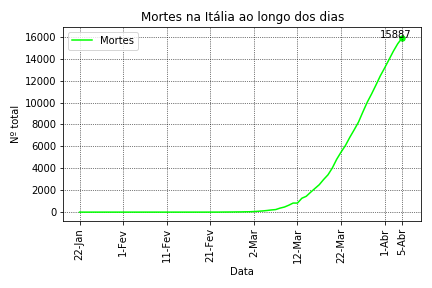 Mortes na Itália ao longo dos dias
15887
Mortes
16000
14000
12000
10000
8000
6000
4000
2000
0
Nº total
22-Jan
1-Fev
11-Fev
21-Fev
2-Mar
12-Mar
22-Mar
1-Abr
5-Abr
Data